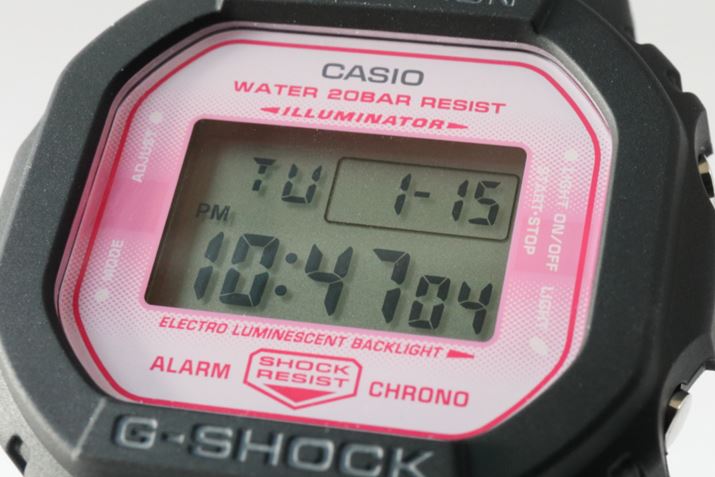 CASIO
WATER 20BAR RESIST
ILLUMINATOR
ADJUST
LIGHT ON/OFF
START·STOP
TU 1-15
PM
10:47 04
MODE
LIGHT
ELECTRO LUMINESCENT BACKLIGHT
ALARM
SHOCK
RESIST
CHRONO
G-SHOCK